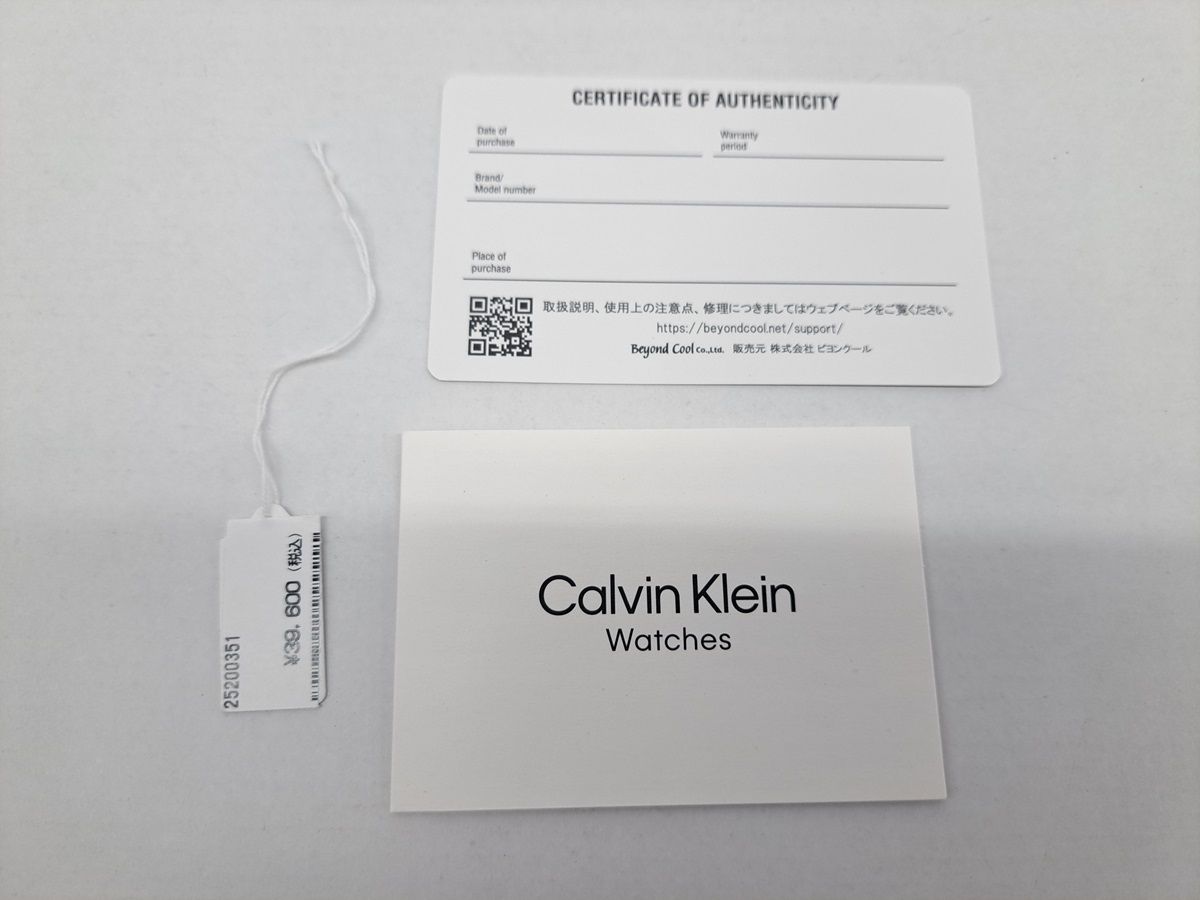 CERTIFICATE OF AUTHENTICITY
Date of
purchase
Warranty
period
Brand/
Model number
Place of
purchase
取扱説明、使用上の注意点、修理につきましてはウェブページをご覧ください。
https://beyondcool.net/support/
Beyond Cool Co.,Ltd. 販売元 株式会社 ビヨンクール
25200351
¥39,600 (税込)
Calvin Klein
Watches